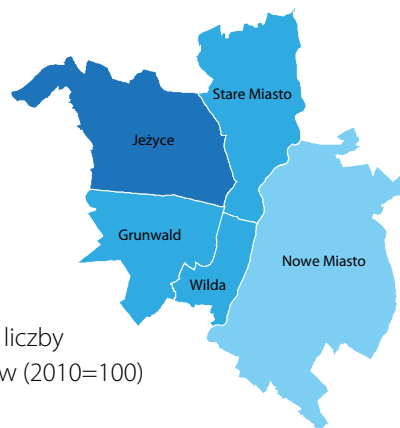 Stare Miasto
Jeżyce
Grunwald
Nowe Miasto
Wilda
liczby
w (2010=100)